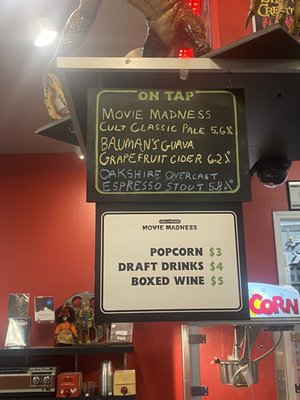 ON TAP
MOVIE MADNESS
CULT CLASSIC PALE 5.6%
BAUMAN'S GUAVA
GRAPEFRUIT CIDER 6.2%
OAKSHIRE OVERCAST
ESPRESSO STOUT 5.8%
HOLLYWOOD
MOVIE MADNESS
POPCORN $3
DRAFT DRINKS $4
BOXED WINE $5
CORN